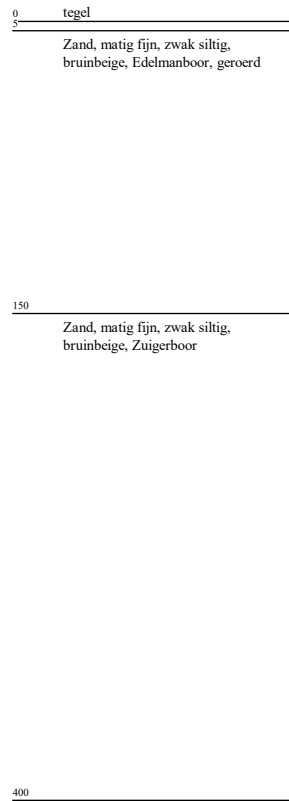 0 tegel
5
Zand, matig fijn, zwak siltig,
bruinbeige, Edelmanboor, geroerd
150
Zand, matig fijn, zwak siltig,
bruinbeige, Zuigerboor
400